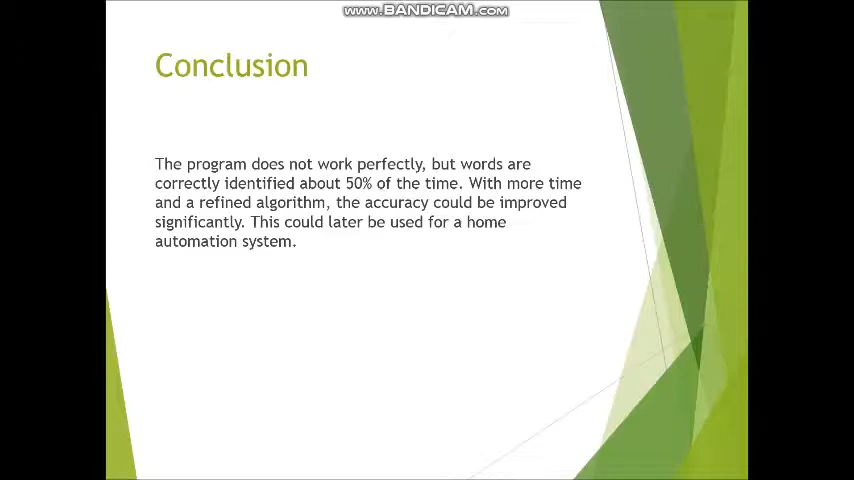 www.BANDICAM.com
Conclusion
The program does not work perfectly, but words are
correctly identified about 50% of the time. With more time
and a refined algorithm, the accuracy could be improved
significantly. This could later be used for a home
automation system.